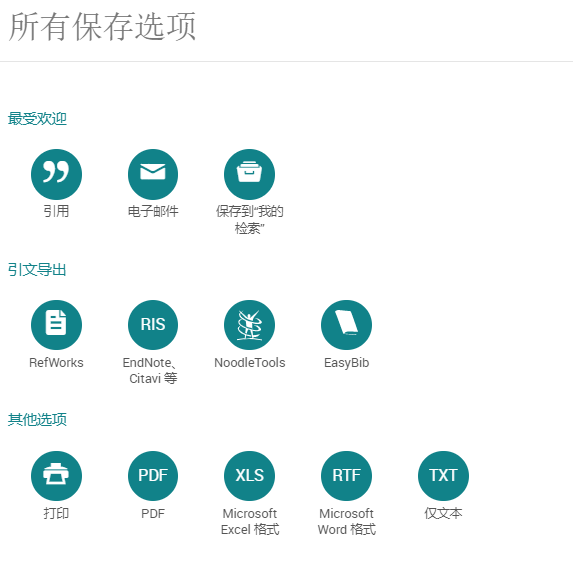 所有保存选项
最受欢迎
引用
电子邮件
保存到“我的
检索”
引文导出
RIS
RefWorks
EndNote、
Citavi 等
NoodleTools
EasyBib
其他选项
PDF
XLS
RTF
TXT
打印
PDF
Microsoft
Excel 格式
Microsoft
Word 格式
仅文本